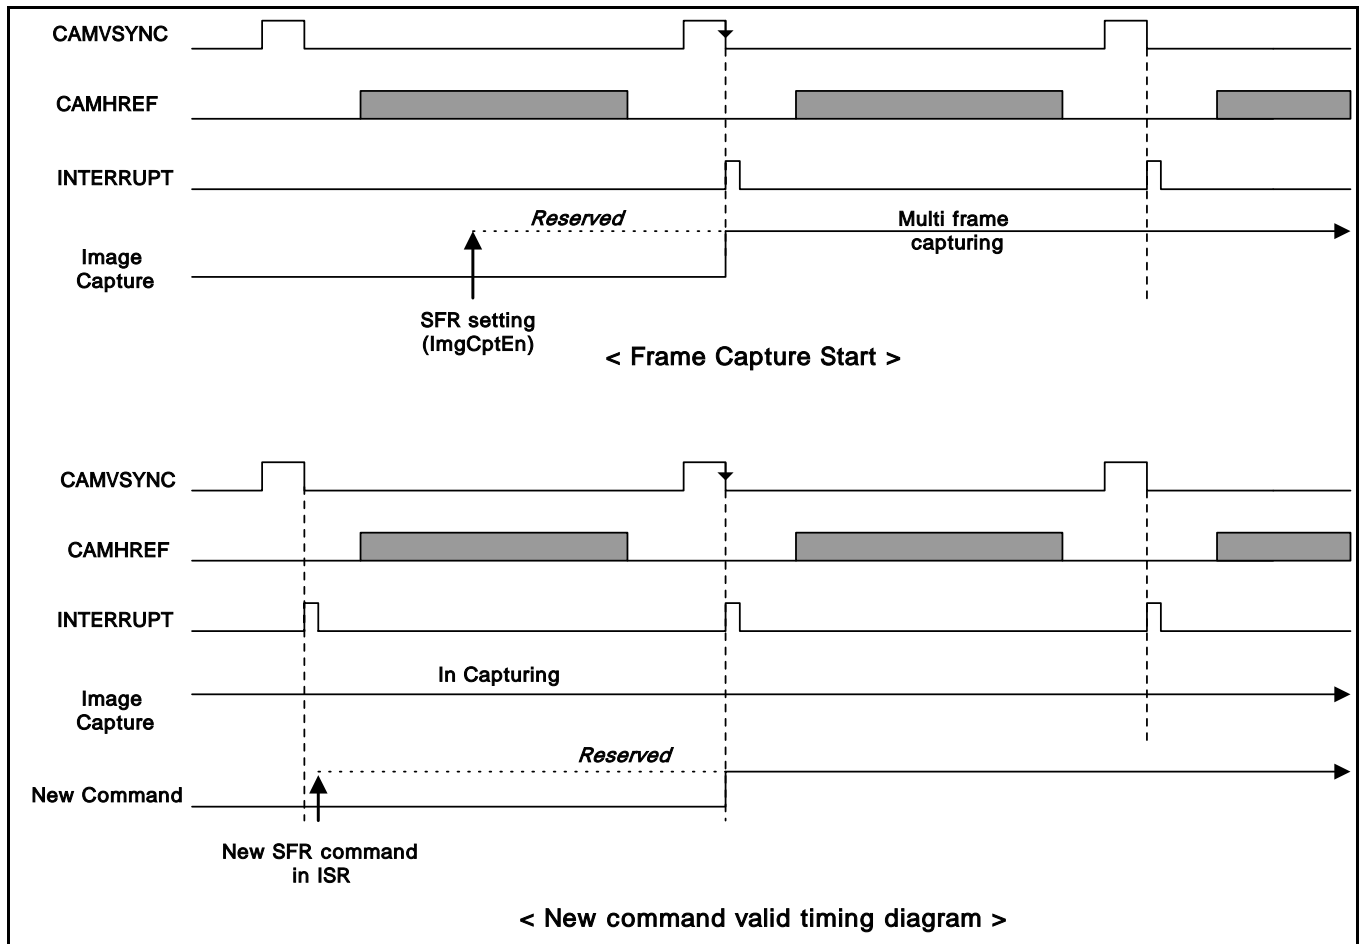 CAMVSYNC
CAMHREF
INTERRUPT
Reserved
Multi frame
capturing
Image
Capture
SFR setting
(ImgCptEn)
< Frame Capture Start >
CAMVSYNC
CAMHREF
INTERRUPT
In Capturing
Image
Capture
Reserved
New Command
New SFR command
in ISR
< New command valid timing diagram >